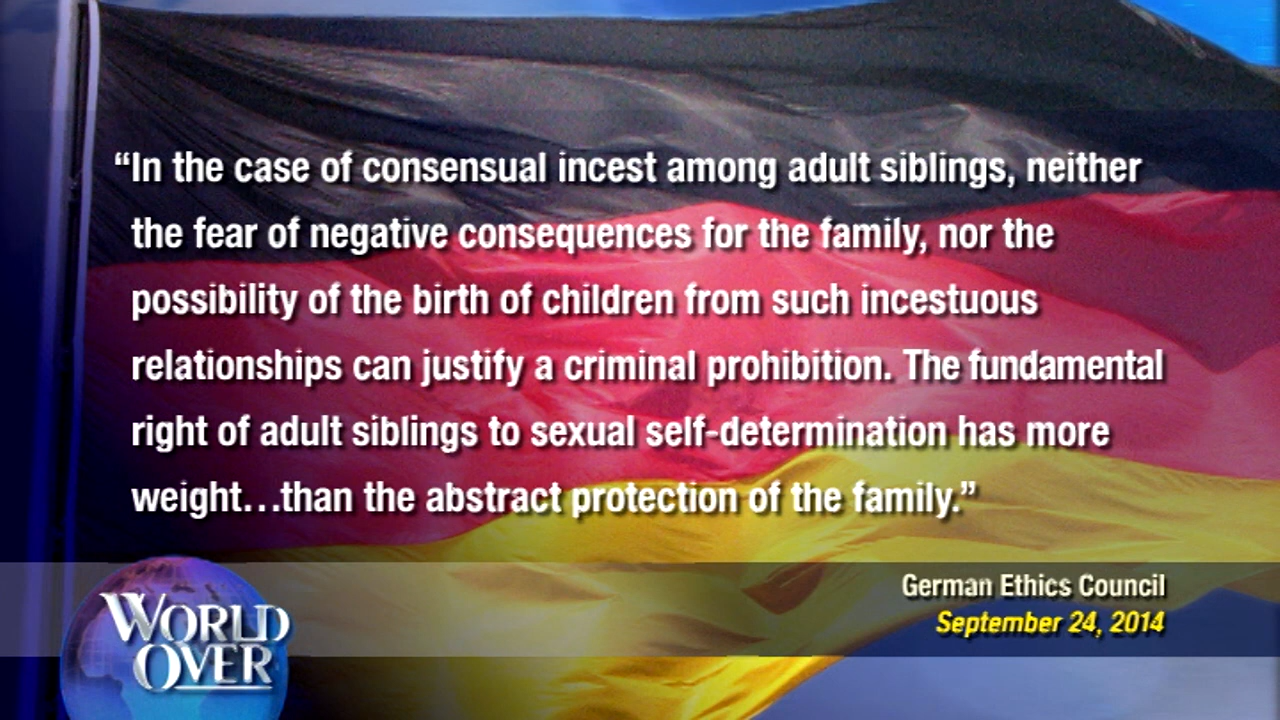 “In the case of consensual incest among adult siblings, neither
the fear of negative consequences for the family, nor the
possibility of the birth of children from such incestuous
relationships can justify a criminal prohibition. The fundamental
right of adult siblings to sexual self-determination has more
weight…than the abstract protection of the family.”
German Ethics Council
September 24, 2014
WORLD
OVER